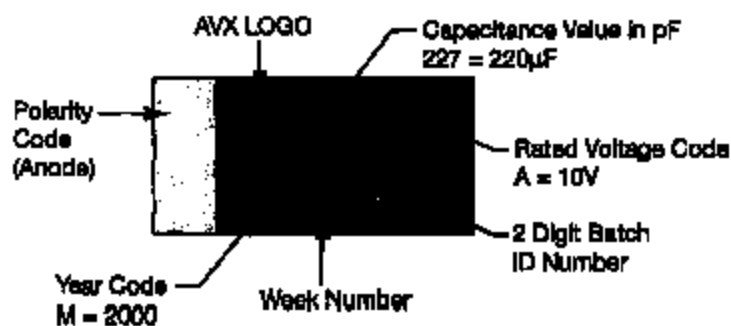 AVX LOGO
Capacitance Value in pF
227 = 220µF
Polarity
Code
(Anode)
Rated Voltage Code
A = 10V
2 Digit Batch
ID Number
Year Code
M = 2000
Week Number